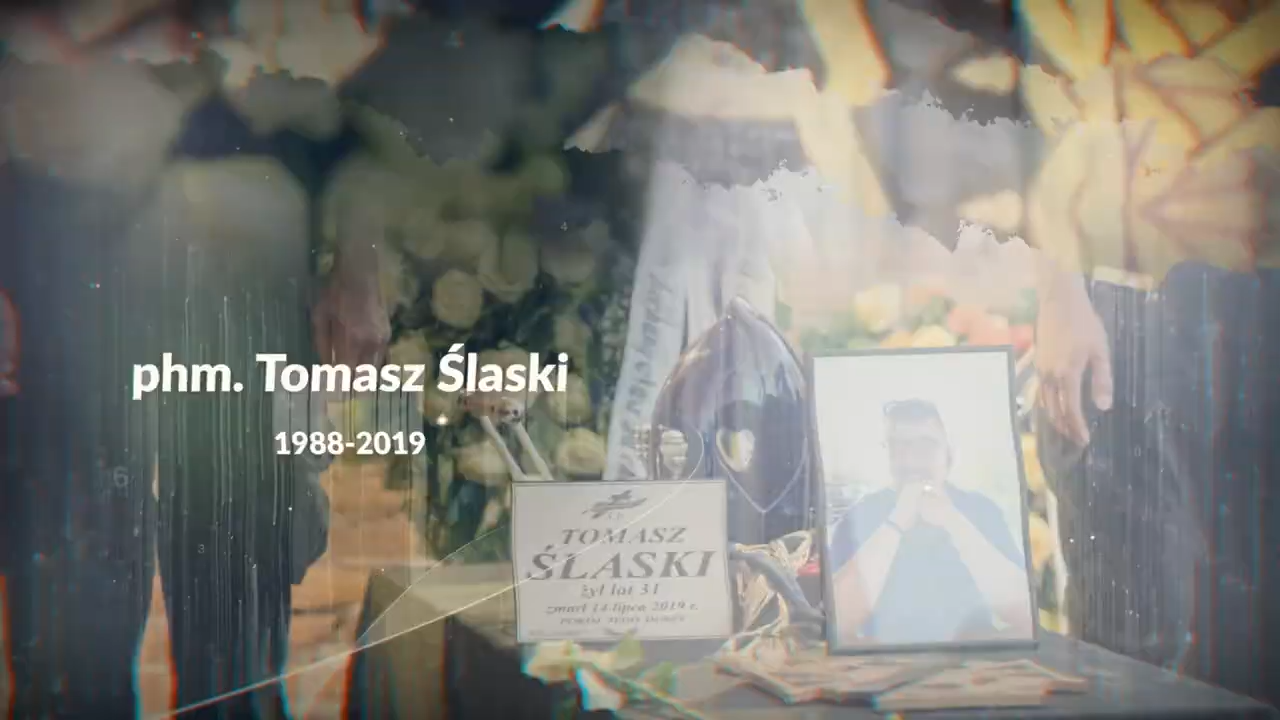 phm. Tomasz Ślaski
1988-2019
TOMASZ
ŚLASKI
żył lat 31
zmarł 14 lipca 2019 r.